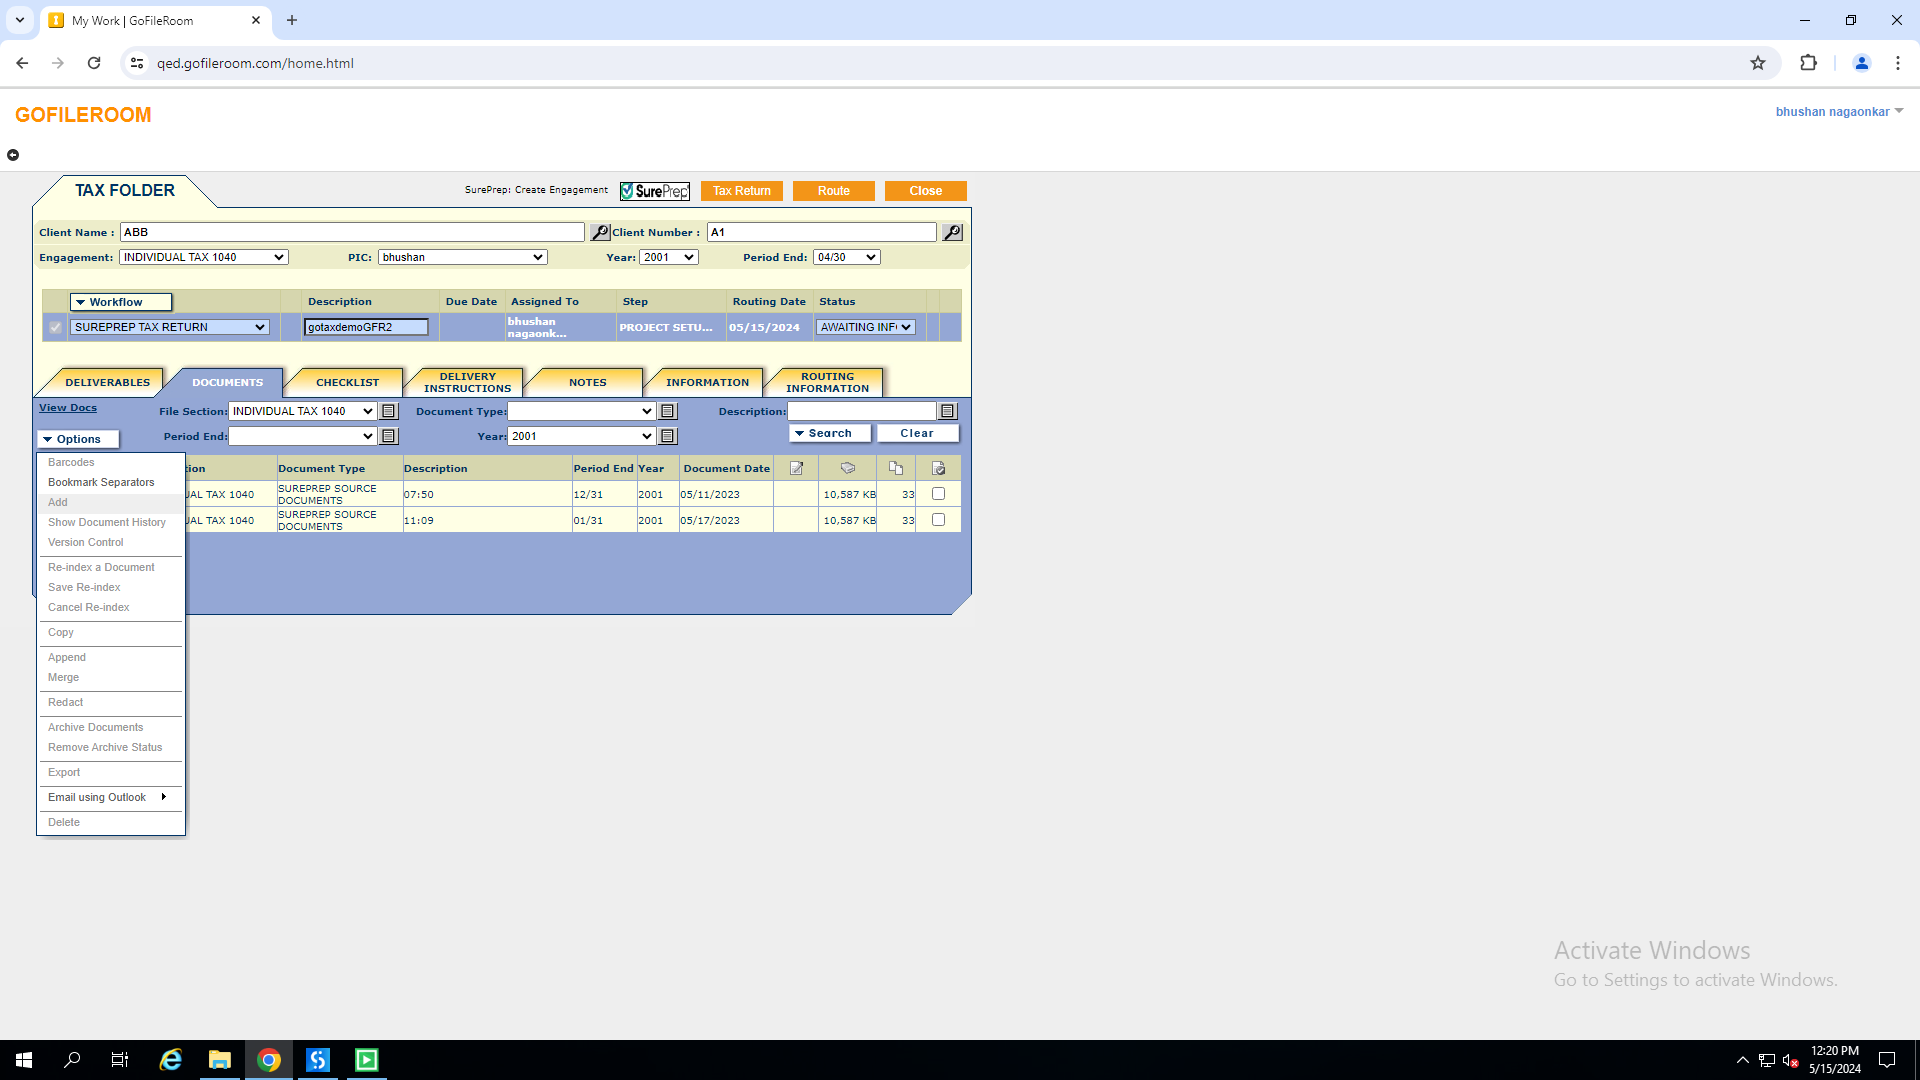 My Work | GoFileRoom
qed.gofileroom.com/home.html
GOFILEROOM
bhushan nagaonkar
TAX FOLDER
SurePrep: Create Engagement
SurePrep
Tax Return
Route
Close
Client Name : ABB
Client Number : A1
Engagement: INDIVIDUAL TAX 1040
PIC: bhushan
Year: 2001
Period End: 04/30
Workflow Description Due Date Assigned To Step Routing Date Status
SUREPREP TAX RETURN gotaxdemoGFR2 bhushan nagaonk... PROJECT SETU... 05/15/2024 AWAITING INF
DELIVERABLES
DOCUMENTS
CHECKLIST
DELIVERY
INSTRUCTIONS
NOTES
INFORMATION
ROUTING
INFORMATION
View Docs
File Section: INDIVIDUAL TAX 1040
Document Type:
Description:
Options
Period End:
Year: 2001
Search
Clear
tion Document Type Description Period End Year Document Date
UAL TAX 1040 SUREPREP SOURCE DOCUMENTS 07:50 12/31 2001 05/11/2023 10,587 KB 33
UAL TAX 1040 SUREPREP SOURCE DOCUMENTS 11:09 01/31 2001 05/17/2023 10,587 KB 33
Barcodes
Bookmark Separators
Add
Show Document History
Version Control
Re-index a Document
Save Re-index
Cancel Re-index
Copy
Append
Merge
Redact
Archive Documents
Remove Archive Status
Export
Email using Outlook
Delete
Activate Windows
Go to Settings to activate Windows.
12:20 PM
5/15/2024